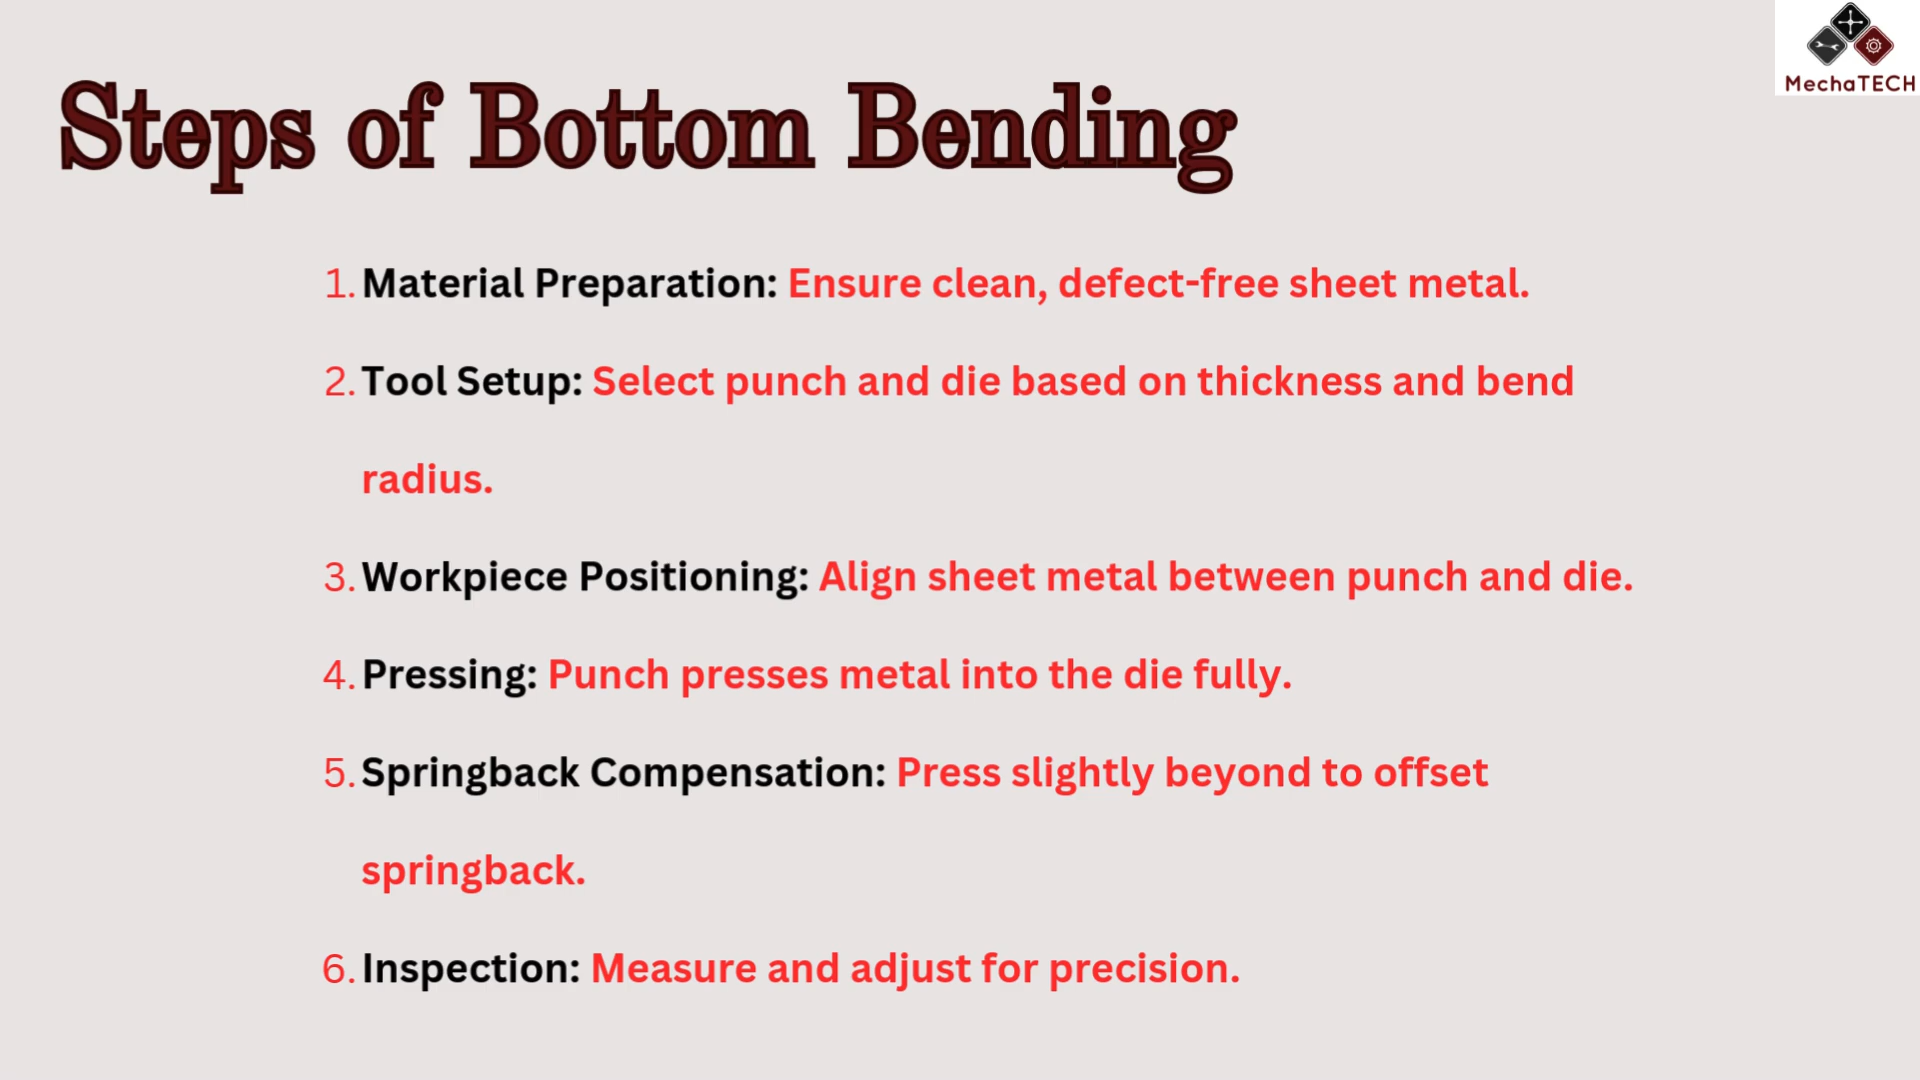 MechaTECH
Steps of Bottom Bending
1. Material Preparation: Ensure clean, defect-free sheet metal.
2. Tool Setup: Select punch and die based on thickness and bend
radius.
3. Workpiece Positioning: Align sheet metal between punch and die.
4. Pressing: Punch presses metal into the die fully.
5. Springback Compensation: Press slightly beyond to offset
springback.
6. Inspection: Measure and adjust for precision.